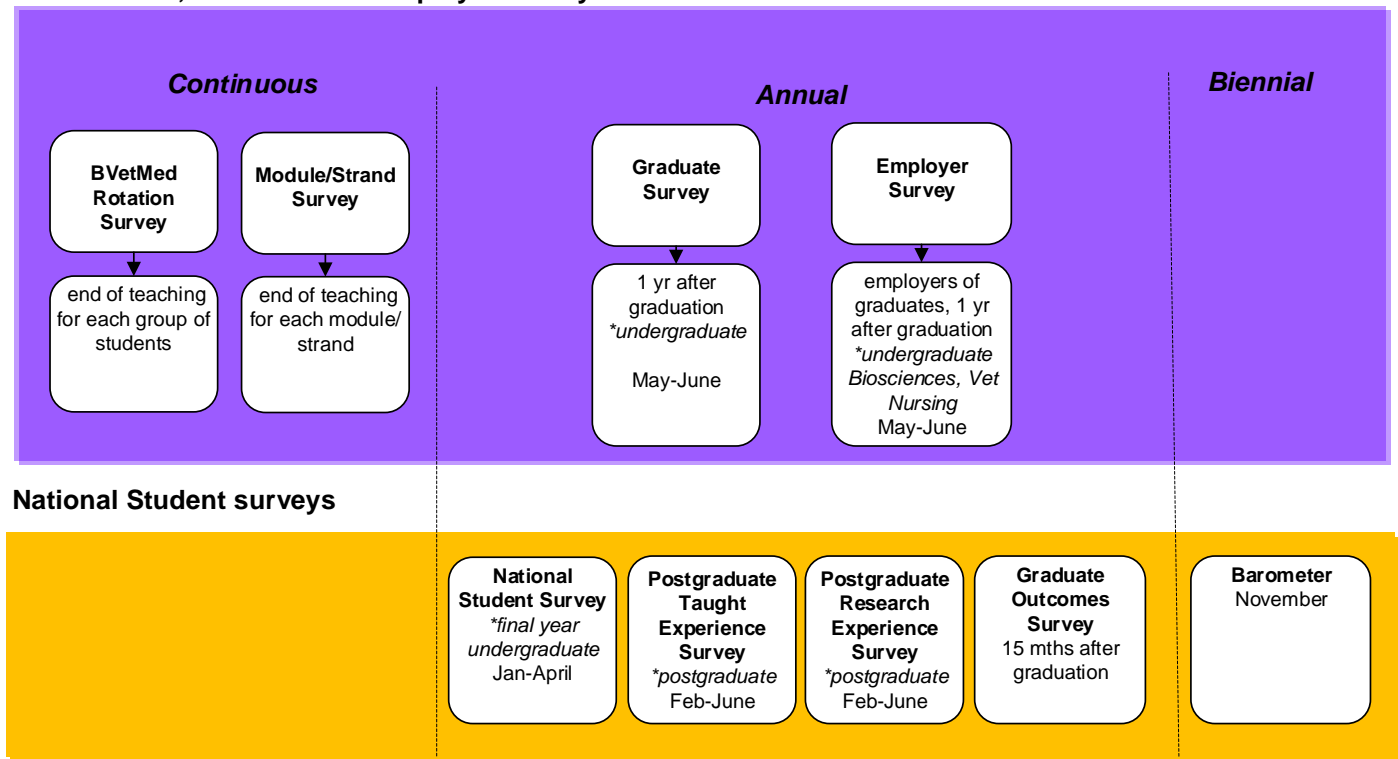 Continuous
Annual
Biennial
BVetMed
Rotation
Survey
Module/Strand
Survey
Graduate
Survey
Employer
Survey
end of teaching
for each group of
students
end of teaching
for each module/
strand
1 yr after
graduation
*undergraduate
May-June
employers of
graduates, 1 yr
after graduation
*undergraduate
Biosciences, Vet
Nursing
May-June
National Student surveys
National
Student Survey
*final year
undergraduate
Jan-April
Postgraduate
Taught
Experience
Survey
*postgraduate
Feb-June
Postgraduate
Research
Experience
Survey
*postgraduate
Feb-June
Graduate
Outcomes
Survey
15 mths after
graduation
Barometer
November